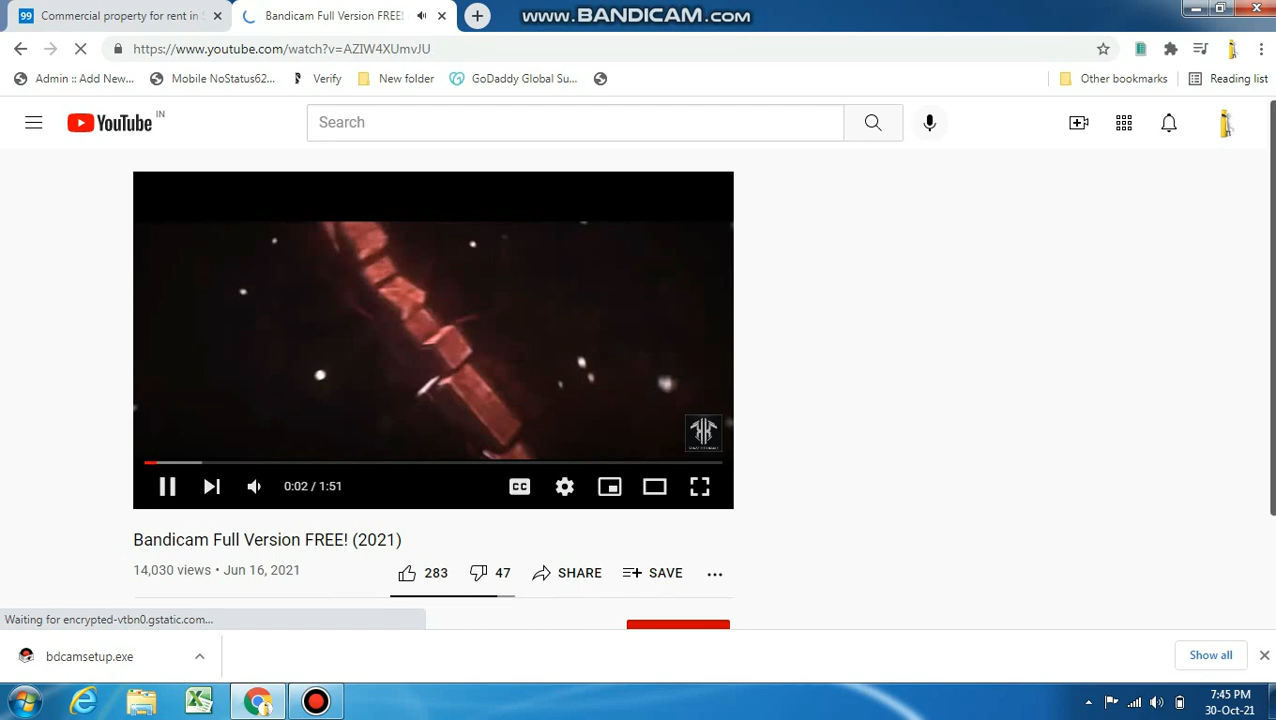 www.BANDICAM.com
99 Commercial property for rent in S
Bandicam Full Version FREE!
https://www.youtube.com/watch?v=AZIW4XUmvJU
Admin :: Add New...
Mobile NoStatus62...
Verify
New folder
GoDaddy Global Su...
Other bookmarks
Reading list
YouTube IN
Search
0:02 / 1:51
CC
Bandicam Full Version FREE! (2021)
14,030 views • Jun 16, 2021
283
47
SHARE
SAVE
Waiting for encrypted-vtbn0.gstatic.com...
bdcamsetup.exe
Show all
7:45 PM
30-Oct-21